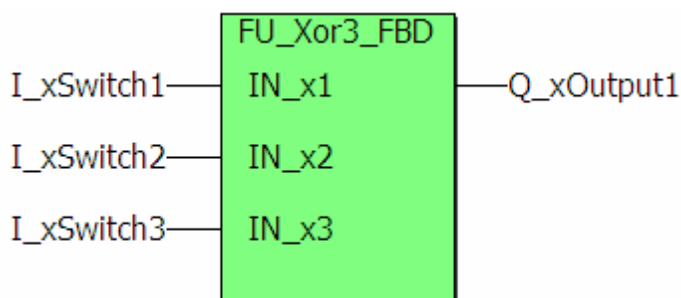 FU_Xor3_FBD
I_xSwitch1 IN_x1 Q_xOutput1
I_xSwitch2 IN_x2
I_xSwitch3 IN_x3